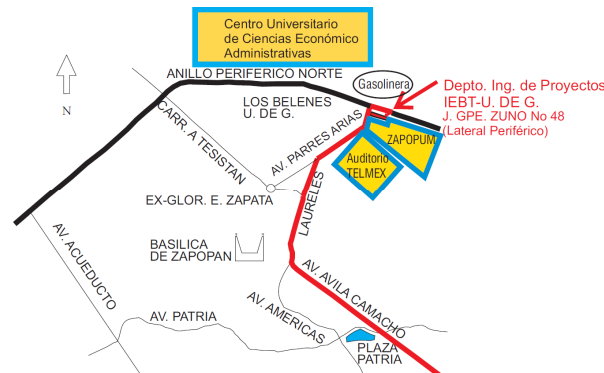 Centro Universitario
de Ciencias Económico
Administrativas
ANILLO PERIFERICO NORTE
Gasolinera
Depto. Ing. de Proyectos
IEBT-U. DE G.
J. GPE. ZUNO No 48
(Lateral Periférico)
N
LOS BELENES
U. DE G.
CARR. A TESISTAN
AV. PARRES ARIAS
ZAPOPUM
Auditorio
TELMEX
EX-GLOR. E. ZAPATA
LAURELES
BASILICA
DE ZAPOPAN
AV. ACUEDUCTO
AV. AVILA CAMACHO
AV. AMERICAS
AV. PATRIA
PLAZA
PATRIA